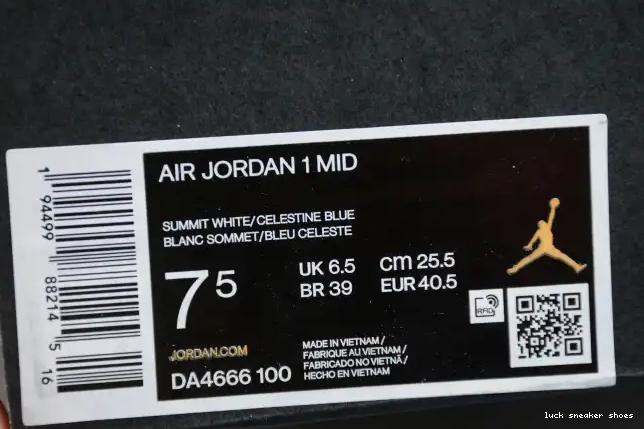 AIR JORDAN 1 MID
SUMMIT WHITE/CELESTINE BLUE
BLANC SOMMET/BLEU CELESTE
7 5
UK 6.5 cm 25.5
BR 39 EUR 40.5
RFID
JORDAN.COM
DA4666 100
MADE IN VIETNAM /
FABRIQUE AU VIETNAM /
FABRICADO NO VIETNÃ /
HECHO EN VIETNAM
1 94499 88214 5 16
luck sneaker shoes